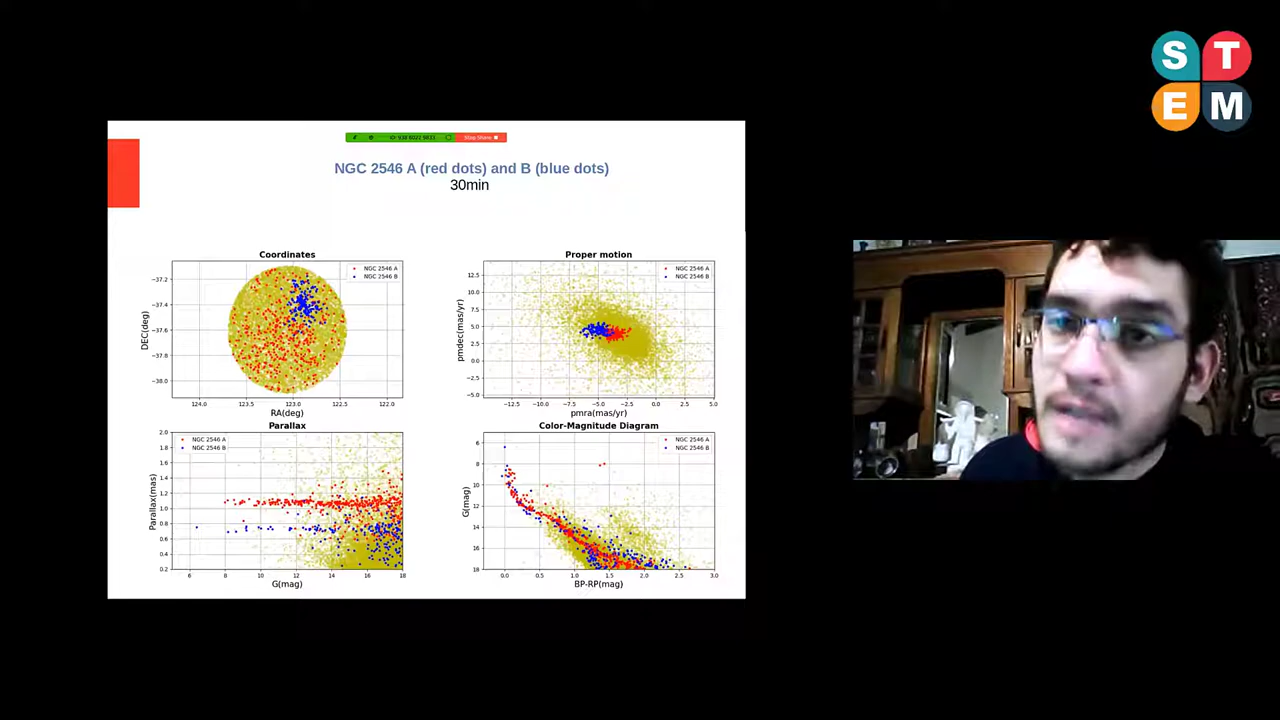 S T
E M
ID: 938 6022 9833 Stop Share
NGC 2546 A (red dots) and B (blue dots)
30min
Coordinates
NGC 2546 A
NGC 2546 B
−37.2
−37.4
−37.6
−37.8
−38.0
DEC(deg)
124.0 123.5 123.0 122.5 122.0
RA(deg)
Proper motion
NGC 2546 A
NGC 2546 B
12.5
10.0
7.5
5.0
2.5
0.0
−2.5
−5.0
pmdec(mas/yr)
−12.5 −10.0 −7.5 −5.0 −2.5 0.0 2.5 5.0
pmra(mas/yr)
Parallax
NGC 2546 A
NGC 2546 B
2.0
1.8
1.6
1.4
1.2
1.0
0.8
0.6
0.4
0.2
Parallax(mas)
6 8 10 12 14 16 18
G(mag)
Color-Magnitude Diagram
NGC 2546 A
NGC 2546 B
6
8
10
12
14
16
18
G(mag)
0.0 0.5 1.0 1.5 2.0 2.5 3.0
BP-RP(mag)